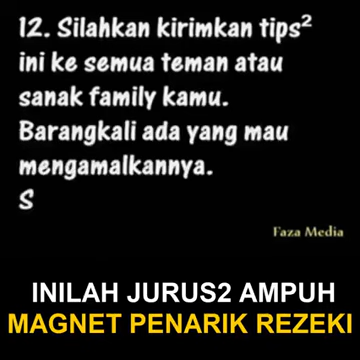 12. Silahkan kirimkan tips²
ini ke semua teman atau
sanak family kamu.
Barangkali ada yang mau
mengamalkannya.
S
Faza Media
INILAH JURUS2 AMPUH
MAGNET PENARIK REZEKI